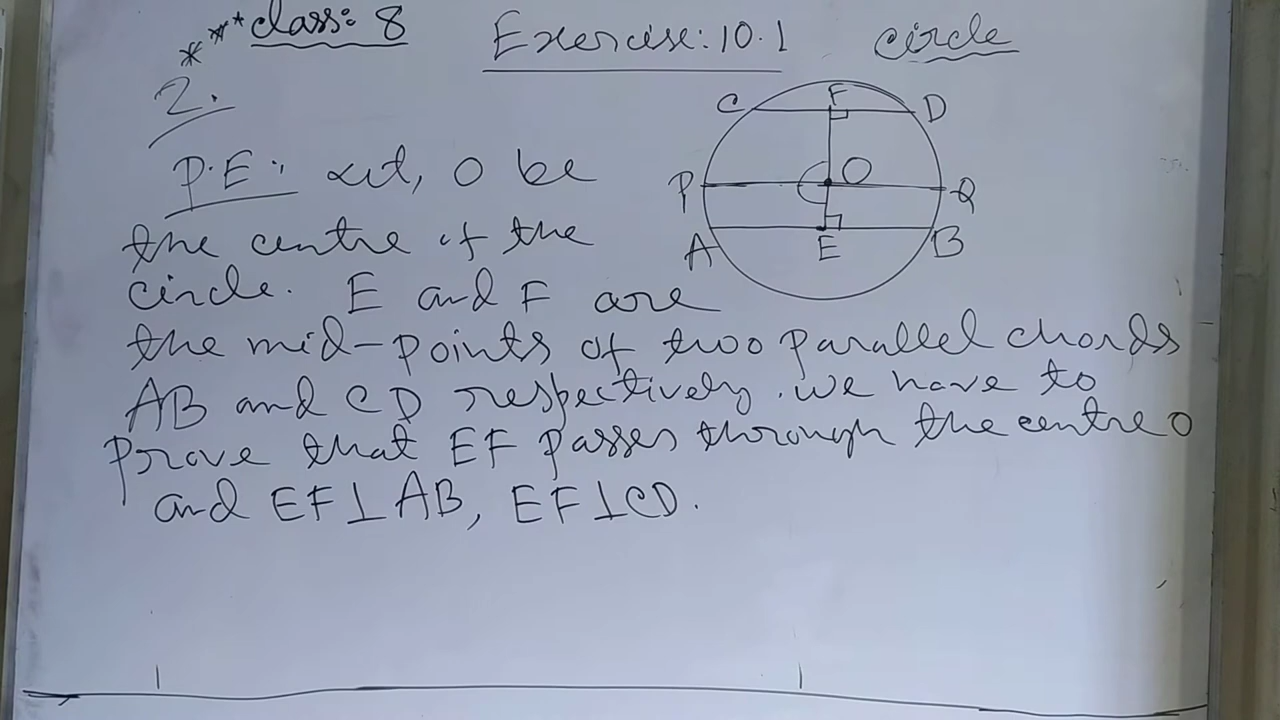 *** class: 8 Exercise: 10.1 circle
2.
P.E: Let, O be
the centre of the
circle. E and F are
the mid-points of two parallel chords
AB and CD respectively. we have to
prove that EF passes through the centre O
and EF⊥AB, EF⊥CD.
C F D
P O Q
A E B